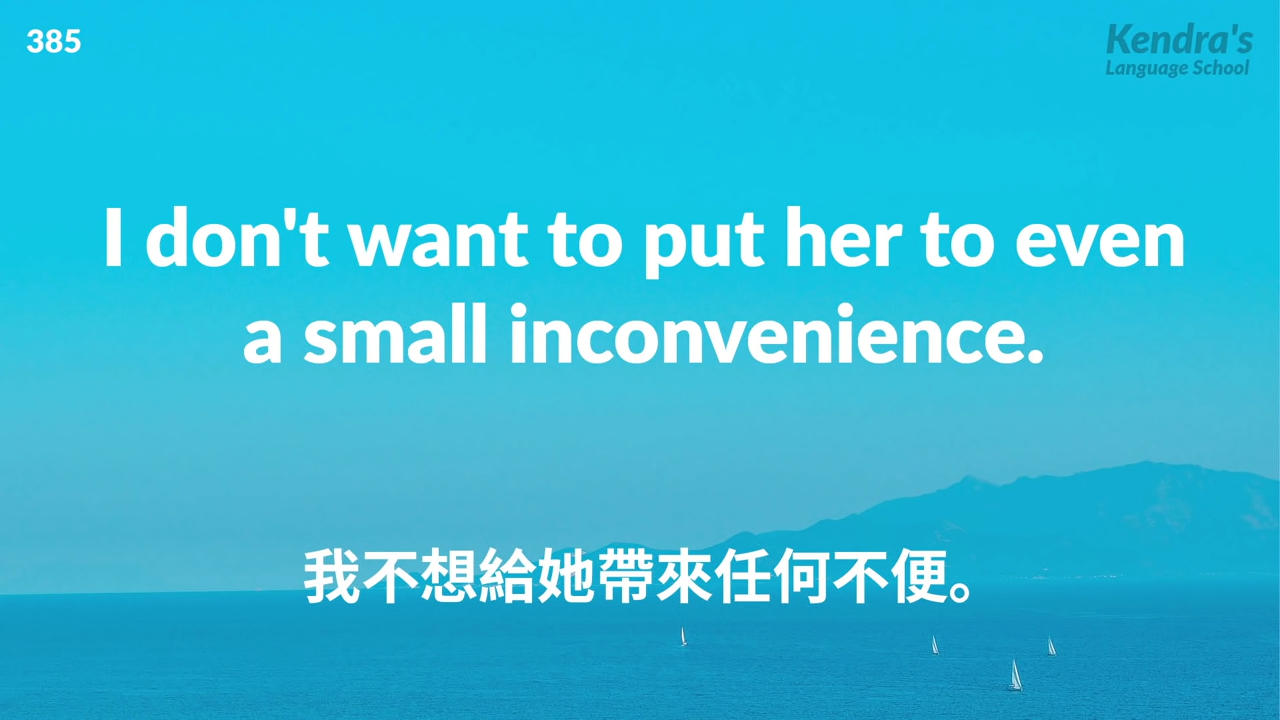 385
Kendra's
Language School
I don't want to put her to even
a small inconvenience.
我不想給她帶來任何不便。